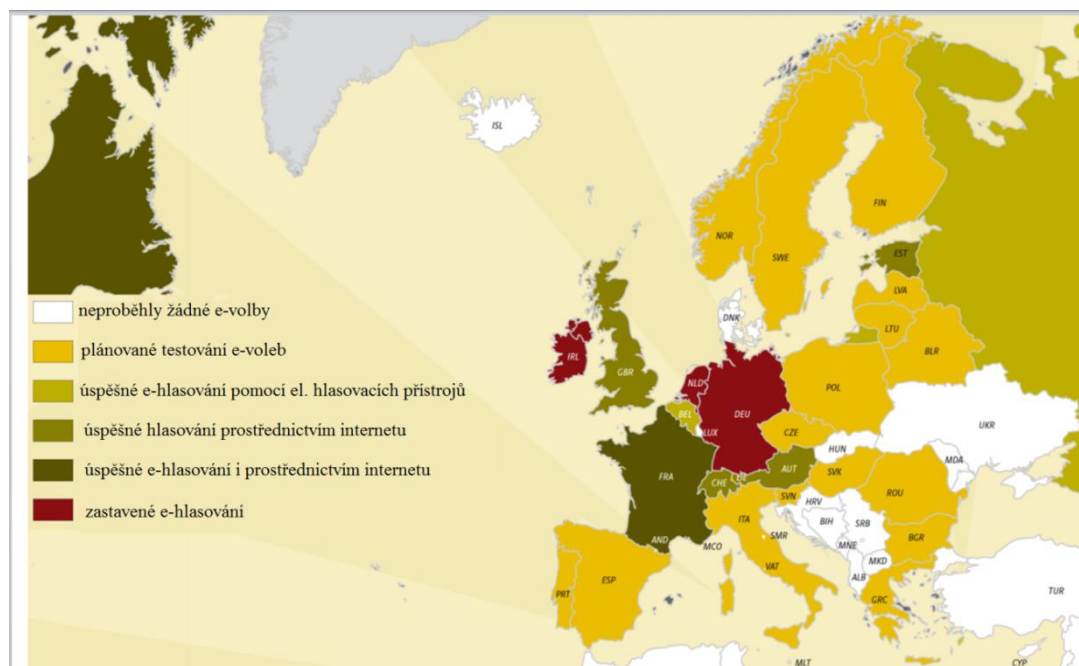 ISL
FIN
NOR
SWE
EST
LVA
DNK
LTU
BLR
IRL
GBR
NLD
DEU
POL
BEL
LUX
CZE
UKR
FRA
CHE
LIE
AUT
HUN
SVK
MDA
SVN
HRV
ROU
ITA
BIH
SRB
AND
MCO
SMR
MNE
BGR
MKD
PRT
ESP
VAT
ALB
GRC
TUR
MLT
CYP
neproběhly žádné e-volby
plánované testování e-voleb
úspěšné e-hlasování pomocí el. hlasovacích přístrojů
úspěšné hlasování prostřednictvím internetu
úspěšné e-hlasování i prostřednictvím internetu
zastavené e-hlasování